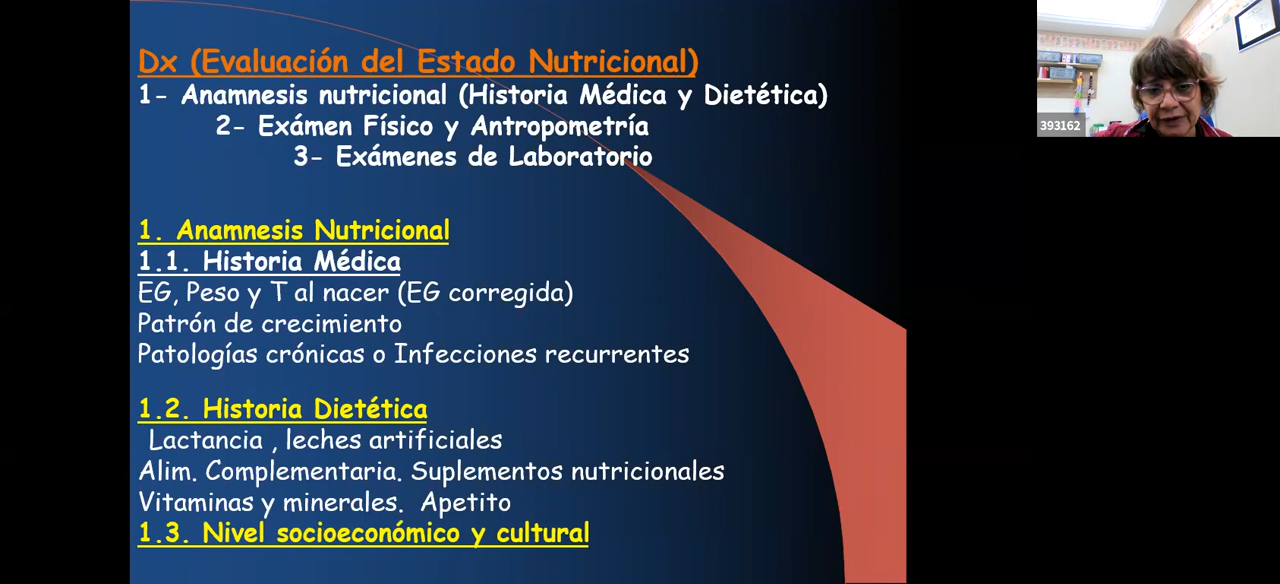 Dx (Evaluación del Estado Nutricional)
1- Anamnesis nutricional (Historia Médica y Dietética)
2- Exámen Físico y Antropometría
3- Exámenes de Laboratorio
1. Anamnesis Nutricional
1.1. Historia Médica
EG, Peso y T al nacer (EG corregida)
Patrón de crecimiento
Patologías crónicas o Infecciones recurrentes
1.2. Historia Dietética
Lactancia , leches artificiales
Alim. Complementaria. Suplementos nutricionales
Vitaminas y minerales. Apetito
1.3. Nivel socioeconómico y cultural
393162